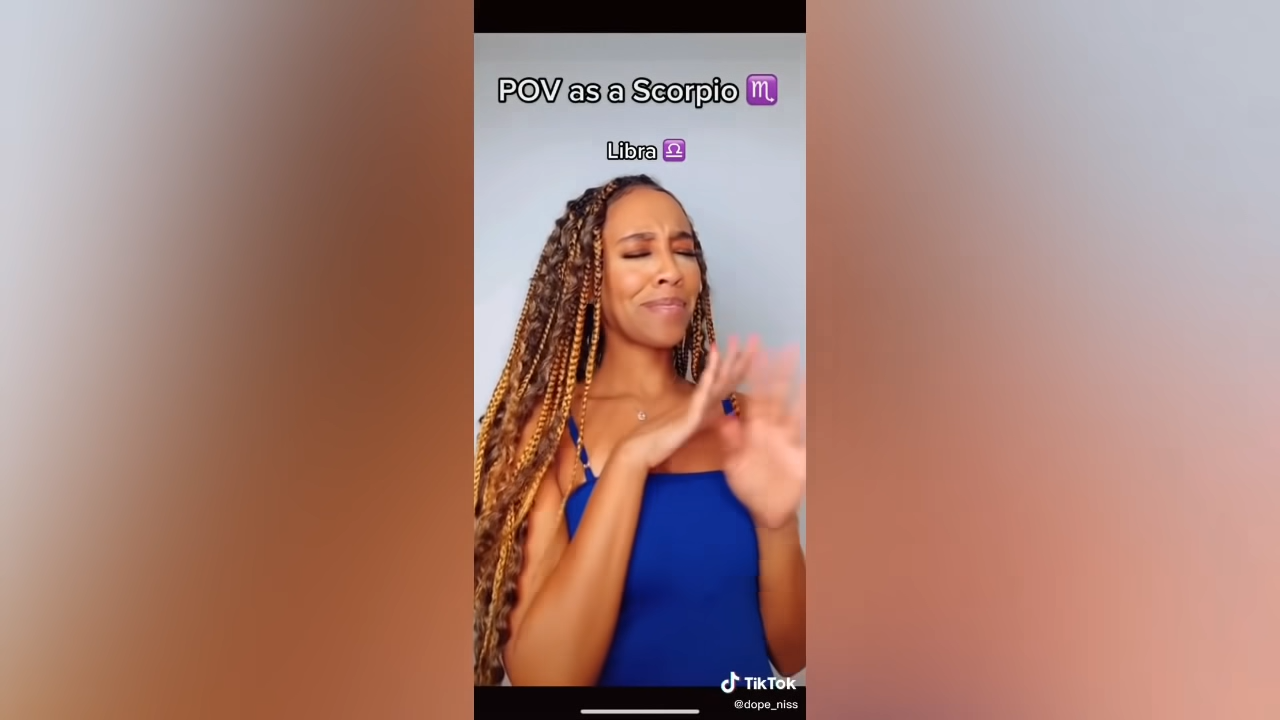 POV as a Scorpio ♏
Libra ♎
TikTok
@dope_niss